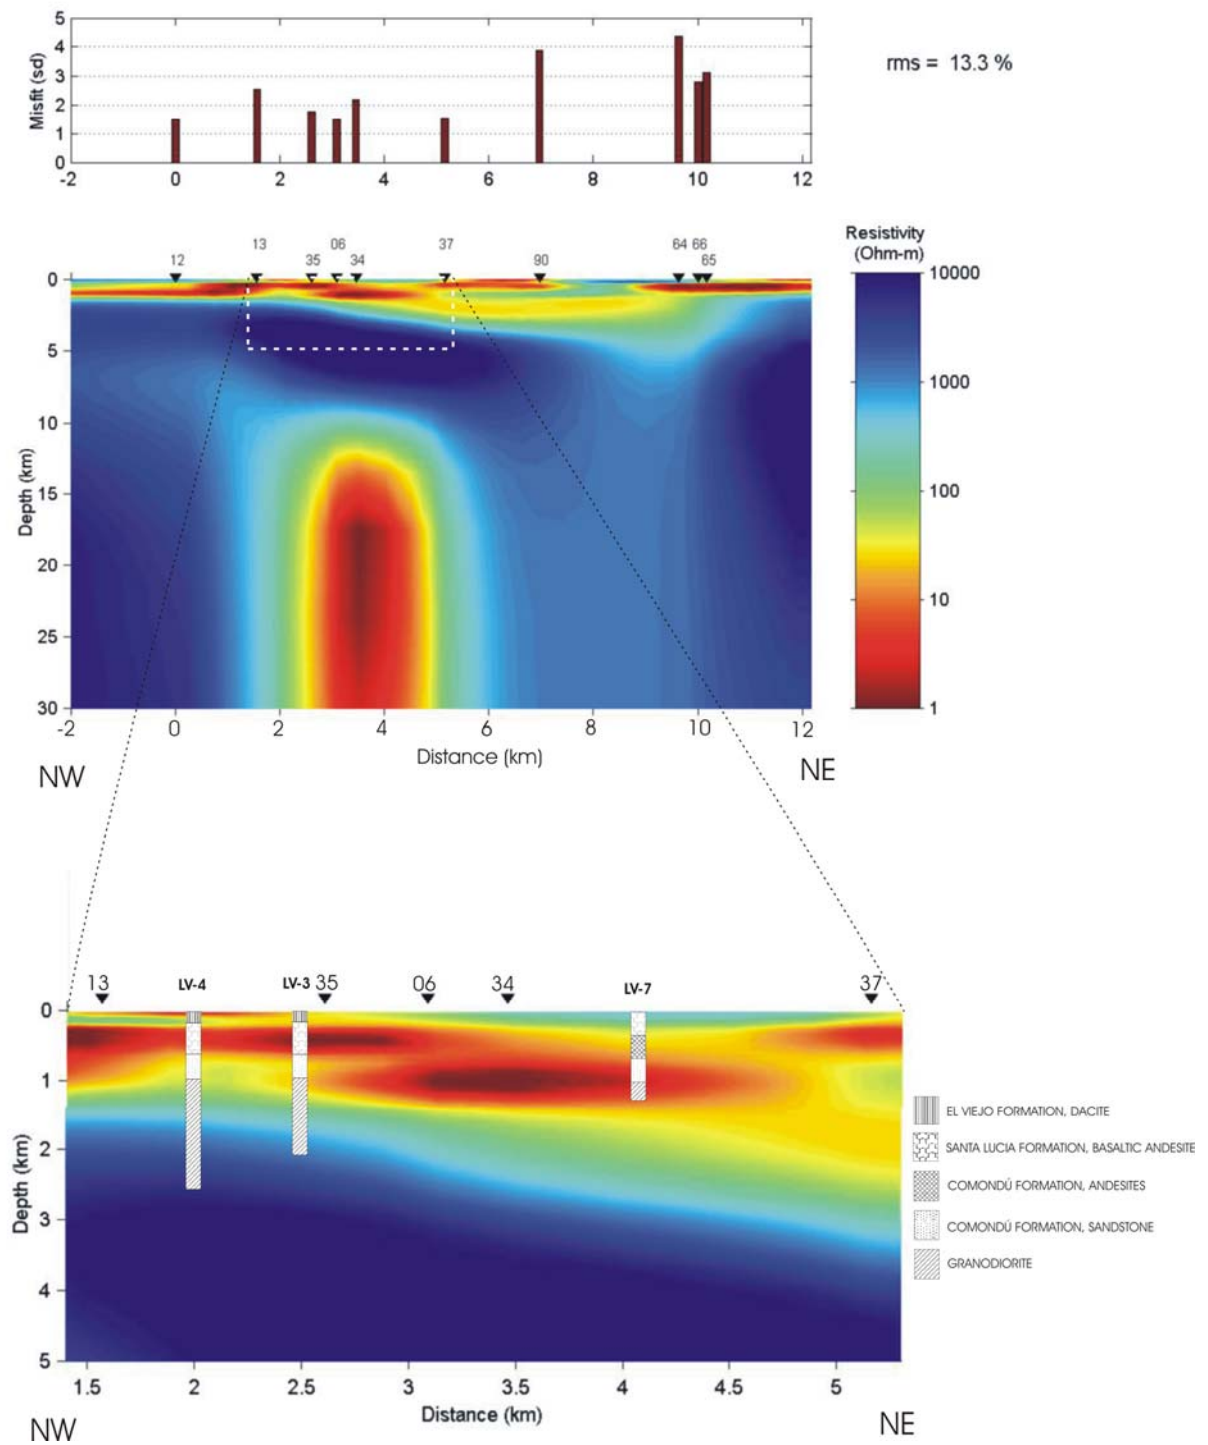 5
4
3
2
1
0
Misfit (sd)
-2 0 2 4 6 8 10 12
rms = 13.3 %
13 06 37 64 66
12 35 34 90 65
0
5
10
15
20
25
30
Depth (km)
-2 0 2 4 6 8 10 12
Distance (km)
NW NE
Resistivity
(Ohm-m)
10000
1000
100
10
1
13 LV-4 LV-3 35 06 34 LV-7 37
0
1
2
3
4
5
Depth (km)
1.5 2 2.5 3 3.5 4 4.5 5
Distance (km)
NW NE
EL VIEJO FORMATION, DACITE
SANTA LUCIA FORMATION, BASALTIC ANDESITE
COMONDÚ FORMATION, ANDESITES
COMONDÚ FORMATION, SANDSTONE
GRANODIORITE